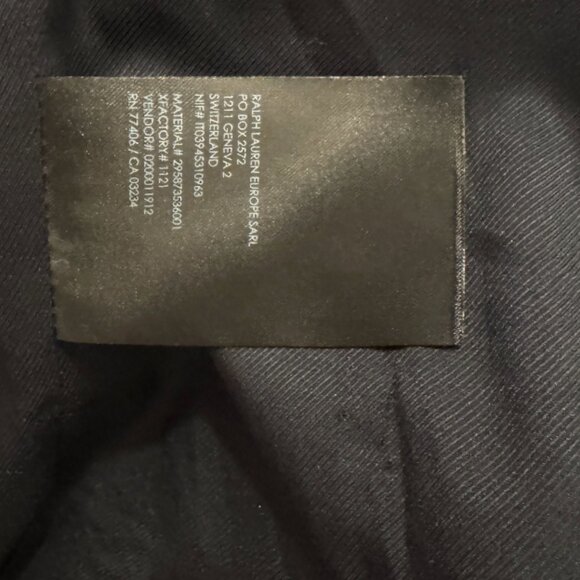 RALPH LAUREN EUROPE SARL
PO BOX 2572
1211 GENEVA 2
SWITZERLAND
NIF# IT03945310963
MATERIAL# 295873536001
XFACTORY# 1121
VENDOR# 0200011912
RN 77406 / CA 03234